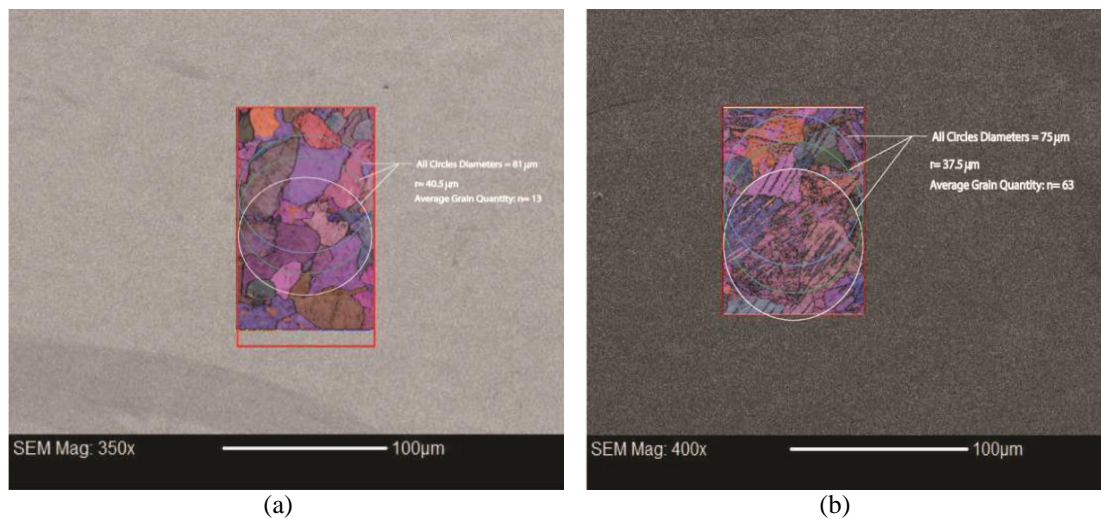 All Circles Diameters = 81 µm
r= 40.5 µm
Average Grain Quantity: n= 13
SEM Mag: 350x
100µm
(a)
All Circles Diameters = 75 µm
r= 37.5 µm
Average Grain Quantity: n= 63
SEM Mag: 400x
100µm
(b)